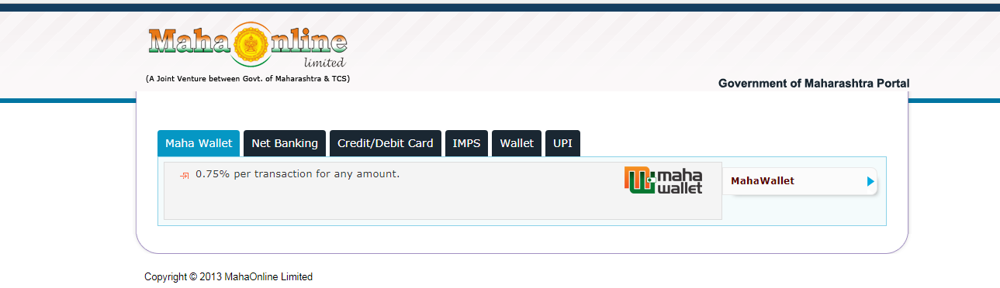 MahaOnline
limited
(A Joint Venture between Govt. of Maharashtra & TCS)
Government of Maharashtra Portal
Maha Wallet Net Banking Credit/Debit Card IMPS Wallet UPI
0.75% per transaction for any amount.
maha
wallet
MahaWallet
Copyright © 2013 MahaOnline Limited